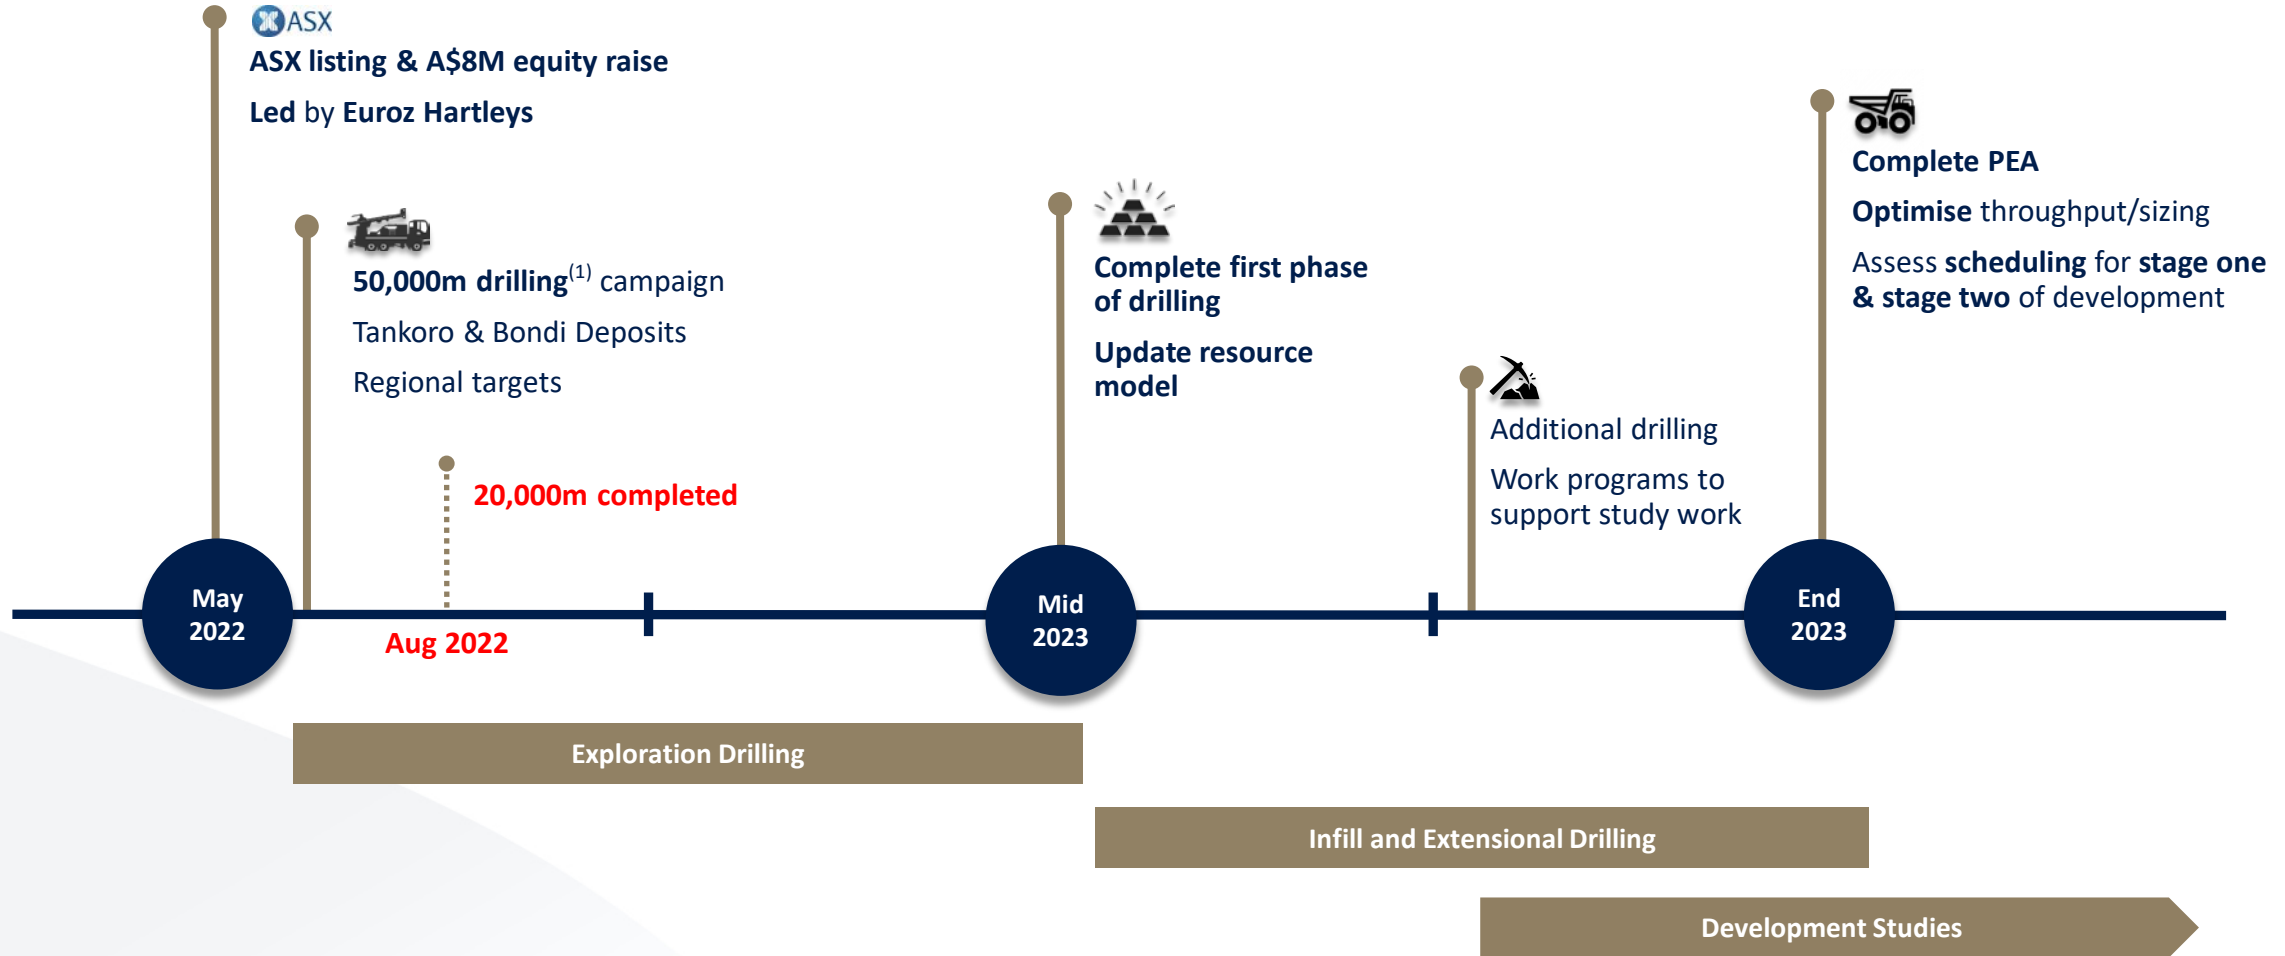 ASX
ASX listing & A$8M equity raise
Led by Euroz Hartleys
50,000m drilling(1) campaign
Tankoro & Bondi Deposits
Regional targets
20,000m completed
Complete first phase
of drilling
Update resource
model
Additional drilling
Work programs to
support study work
Complete PEA
Optimise throughput/sizing
Assess scheduling for stage one
& stage two of development
May
2022
Aug 2022
Mid
2023
End
2023
Exploration Drilling
Infill and Extensional Drilling
Development Studies